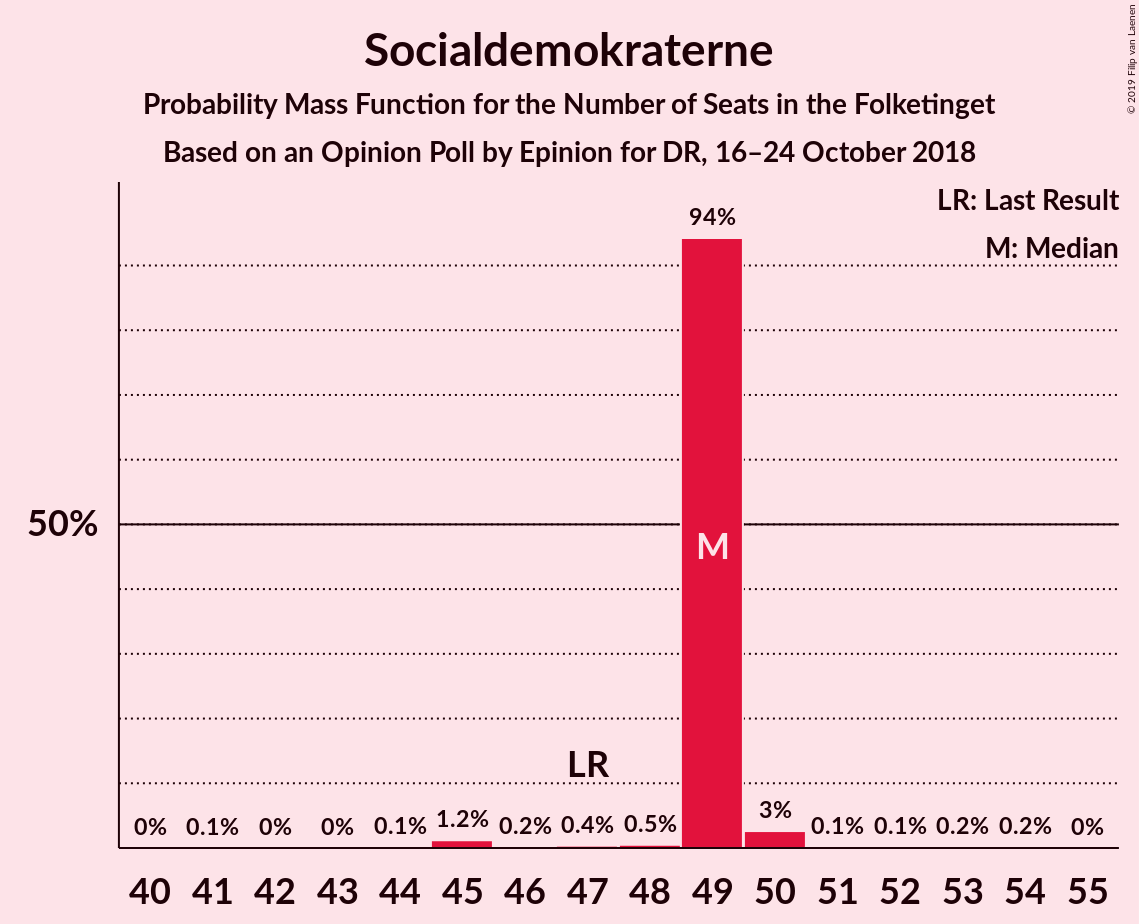 Socialdemokraterne
Probability Mass Function for the Number of Seats in the Folketinget
Based on an Opinion Poll by Epinion for DR, 16–24 October 2018
© 2019 Filip van Laenen
LR: Last Result
M: Median
94%
50%
M
LR
0% 0.1% 0% 0% 0.1% 1.2% 0.2% 0.4% 0.5% 3% 0.1% 0.1% 0.2% 0.2% 0%
40 41 42 43 44 45 46 47 48 49 50 51 52 53 54 55